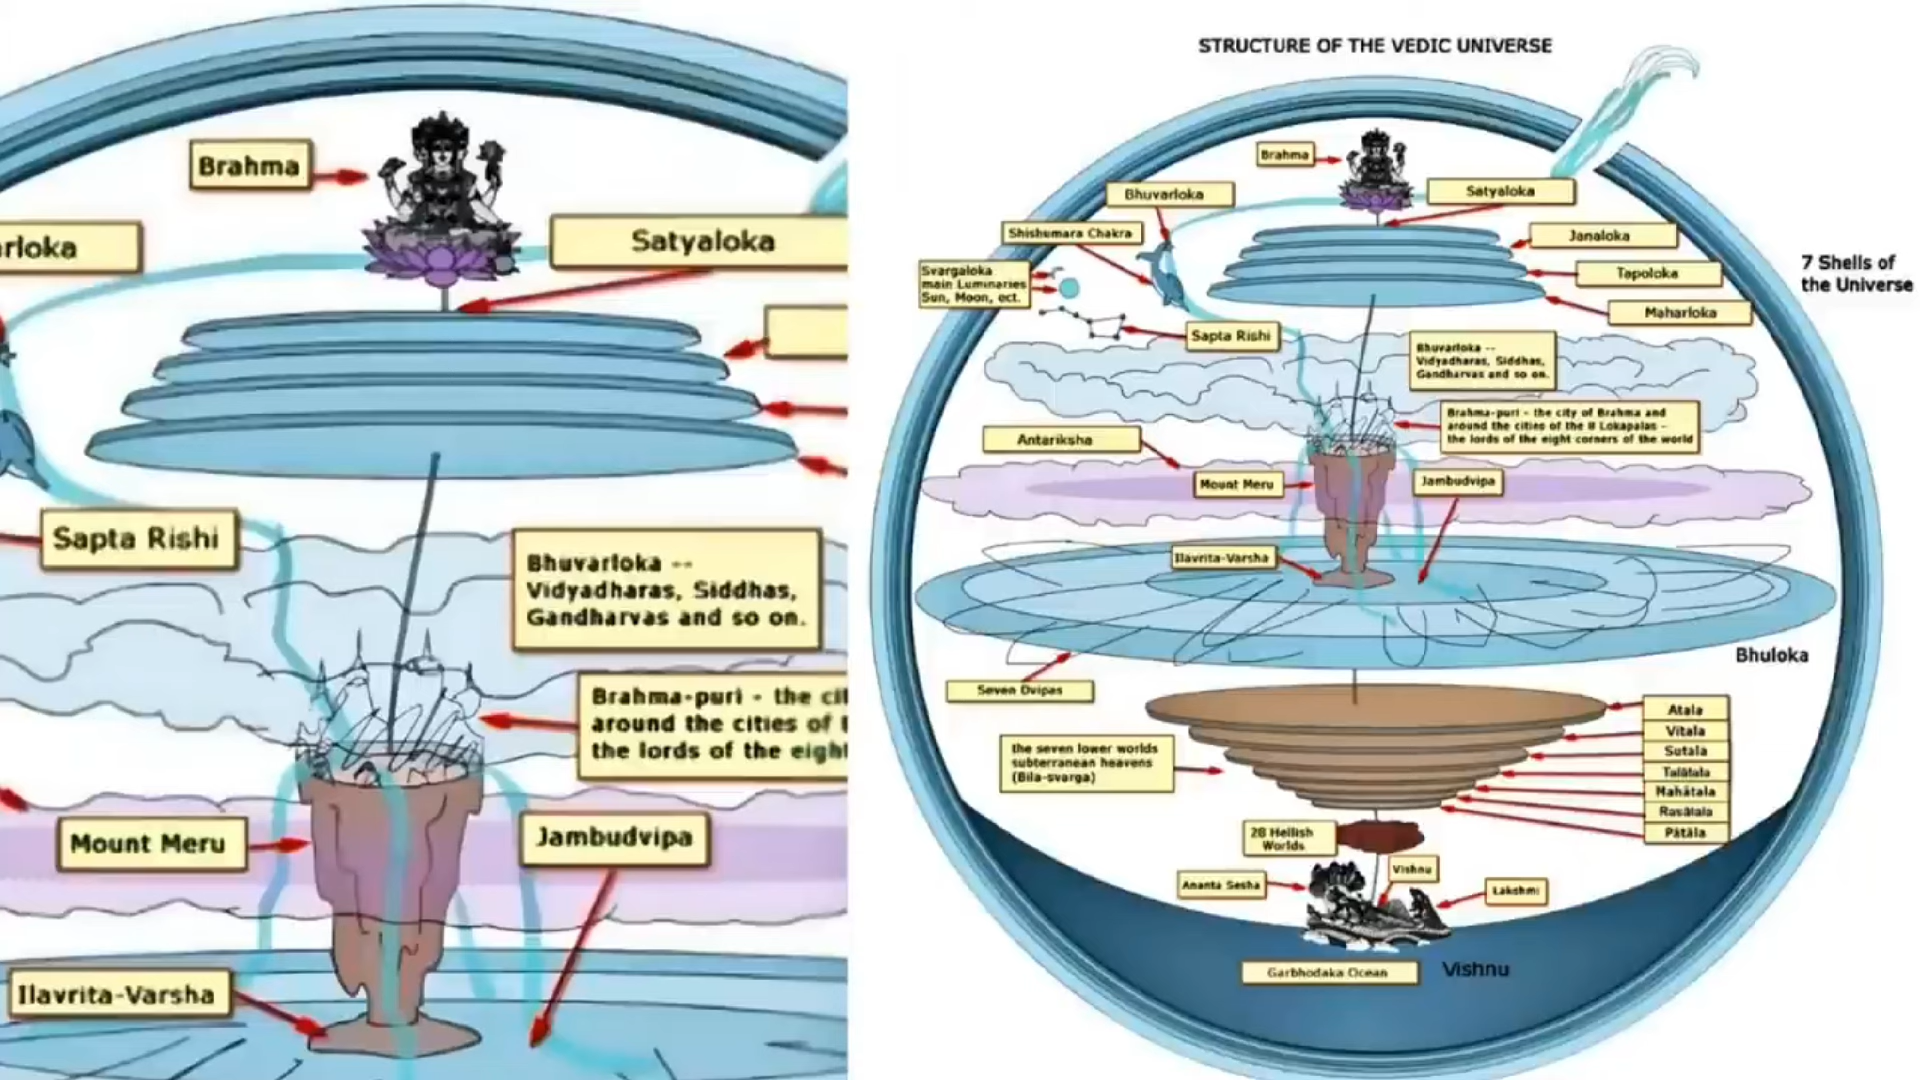 Brahma
rloka
Satyaloka
Sapta Rishi
Bhuvarloka --
Vidyadharas, Siddhas,
Gandharvas and so on.
Brahma-puri - the cit
around the cities of
the lords of the eight
Mount Meru
Jambudvipa
Ilavrita-Varsha
STRUCTURE OF THE VEDIC UNIVERSE
Brahma
Bhuvarloka
Satyaloka
Shishumara Chakra
Janaloka
Svargaloka
main Luminaries
Sun, Moon, ect.
Tapoloka
7 Shells of
the Universe
Maharloka
Sapta Rishi
Bhuvarloka --
Vidyadharas, Siddhas,
Gandharvas and so on.
Brahma-puri - the city of Brahma and
around the cities of the 8 Lokapalas -
the lords of the eight corners of the world
Antariksha
Mount Meru
Jambudvipa
Ilavrita-Varsha
Bhuloka
Seven Dvipas
Atala
Vitala
Sutala
Talātala
Mahātala
Rasātala
Pātāla
the seven lower worlds
subterranean heavens
(Bila-svarga)
28 Hellish
Worlds
Vishnu
Ananta Sesha
Lakshmi
Garbhodaka Ocean
Vishnu